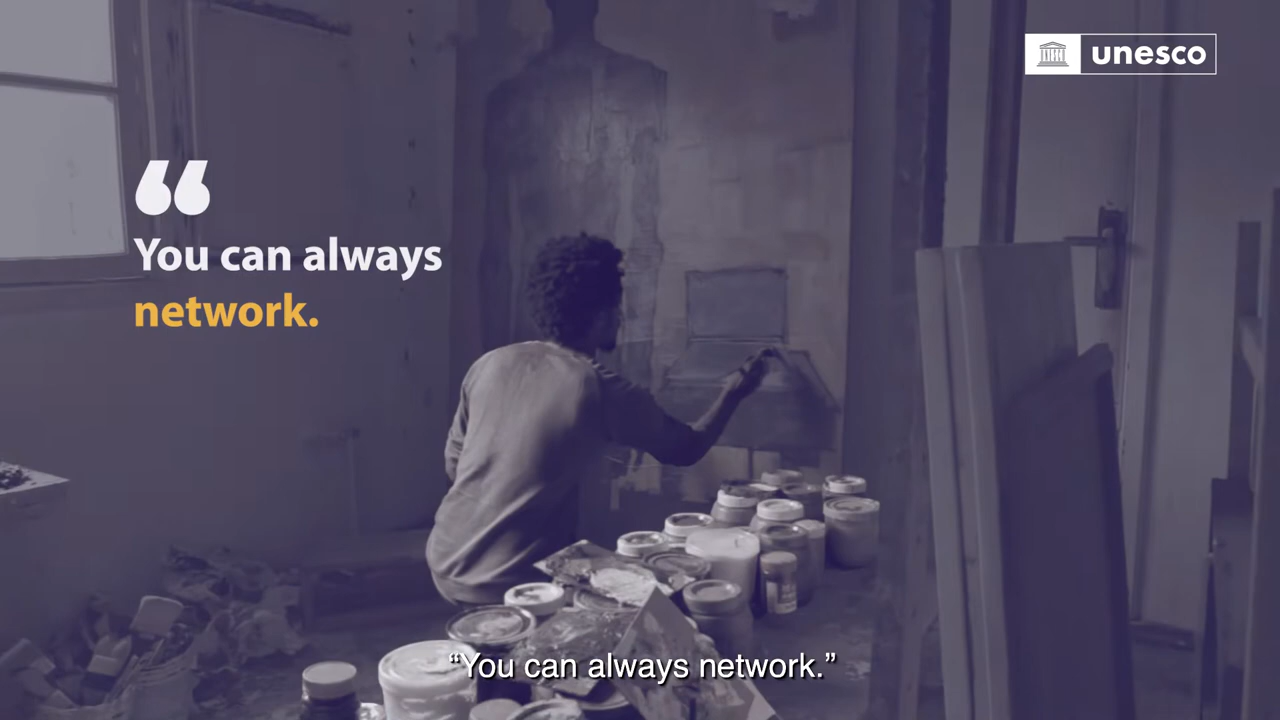 unesco
“
You can always
network.
“You can always network.”